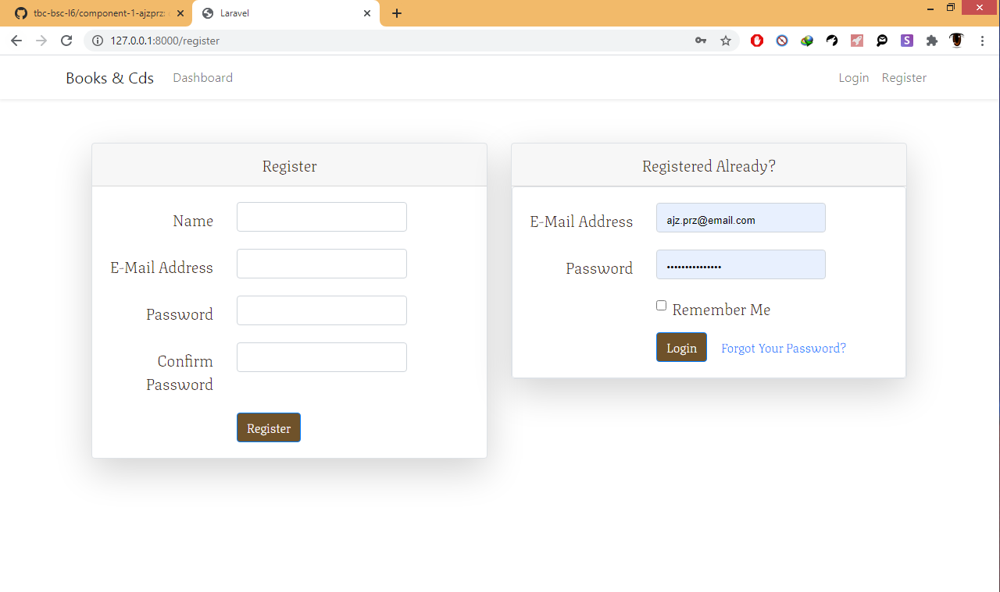 tbc-bsc-l6/component-1-ajzprz:
Laravel
127.0.0.1:8000/register
Books & Cds Dashboard Login Register
Register
Name
E-Mail Address
Password
Confirm
Password
Register
Registered Already?
E-Mail Address ajz.prz@email.com
Password •••••••••••••••
Remember Me
Login Forgot Your Password?